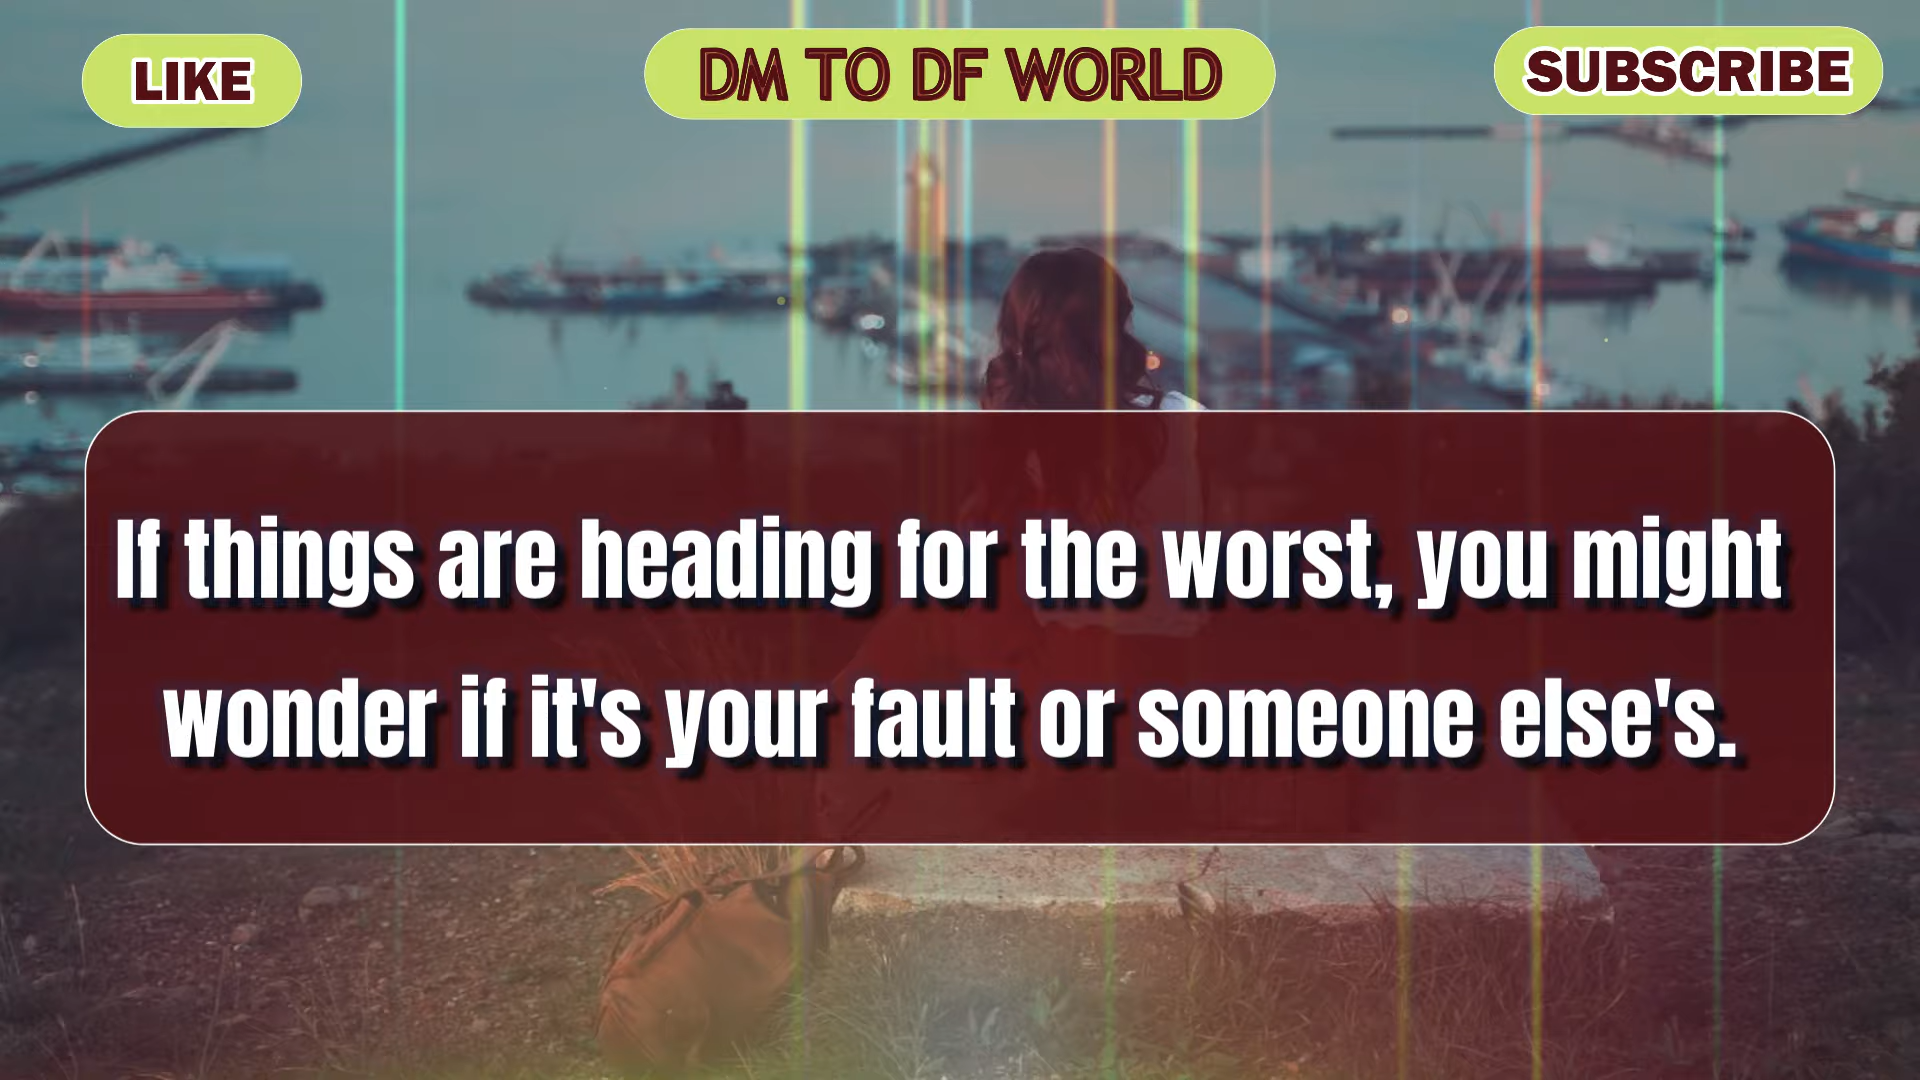 LIKE
DM TO DF WORLD
SUBSCRIBE
If things are heading for the worst, you might
wonder if it's your fault or someone else's.